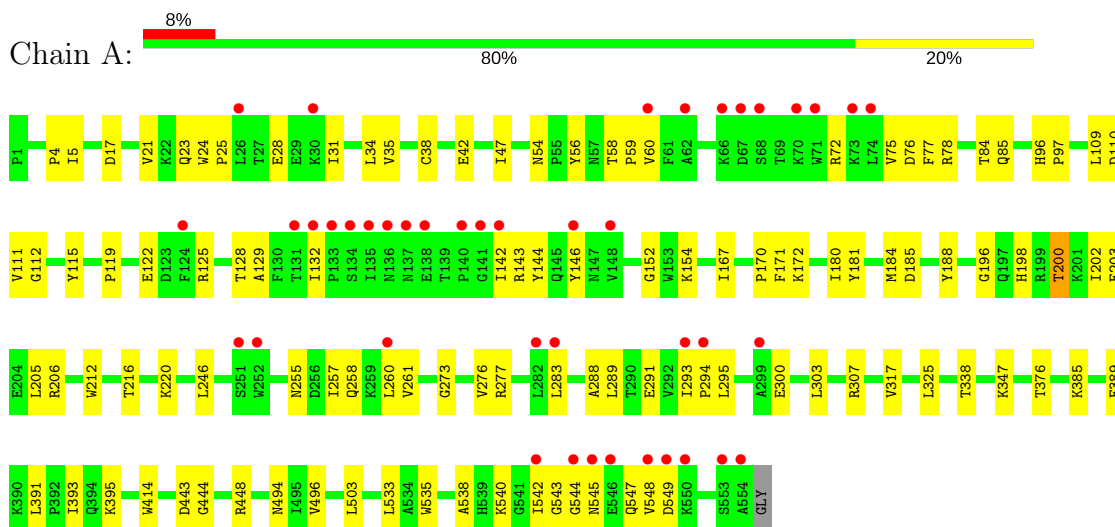 8%
Chain A:
80% 20%
P1 P4 I5 D17 V21 K22 Q23 W24 P25 L26 T27 E28 E29 K30 I31 L34 V35 C38 E42 I47 N54 P55 Y56 N57 T58 P59 V60 F61 A62 K66 D67 S68 T69 K70 W71 R72 K73 L74 V75 D76 F77 R78 T84 Q85 H96 P97 L109 D110
V111 G112 Y115 P119 E122 D123 F124 R125 T128 A129 F130 T131 I132 P133 S134 I135 N136 N137 E138 T139 P140 G141 I142 R143 Y144 Q145 Y146 N147 V148 G152 W153 K154 I167 P170 F171 K172 I180 Y181 M184 D185 Y188 G196 Q197 H198 R199 T200 K201 I202 E203
E204 L205 R206 W212 T216 K220 L246 S251 W252 N255 D256 I257 Q258 K259 L260 V261 G273 V276 R277 L282 L283 A288 L289 T290 E291 V292 I293 P294 L295 A299 E300 L303 R307 V317 L325 T338 K347 T376 K385 F389
K390 L391 P392 I393 Q394 K395 W414 D443 G444 R448 N494 I495 V496 L503 L533 A534 W535 A538 H539 K540 G541 I542 G543 G544 N545 E546 Q547 V548 D549 K550 S553 A554 GLY